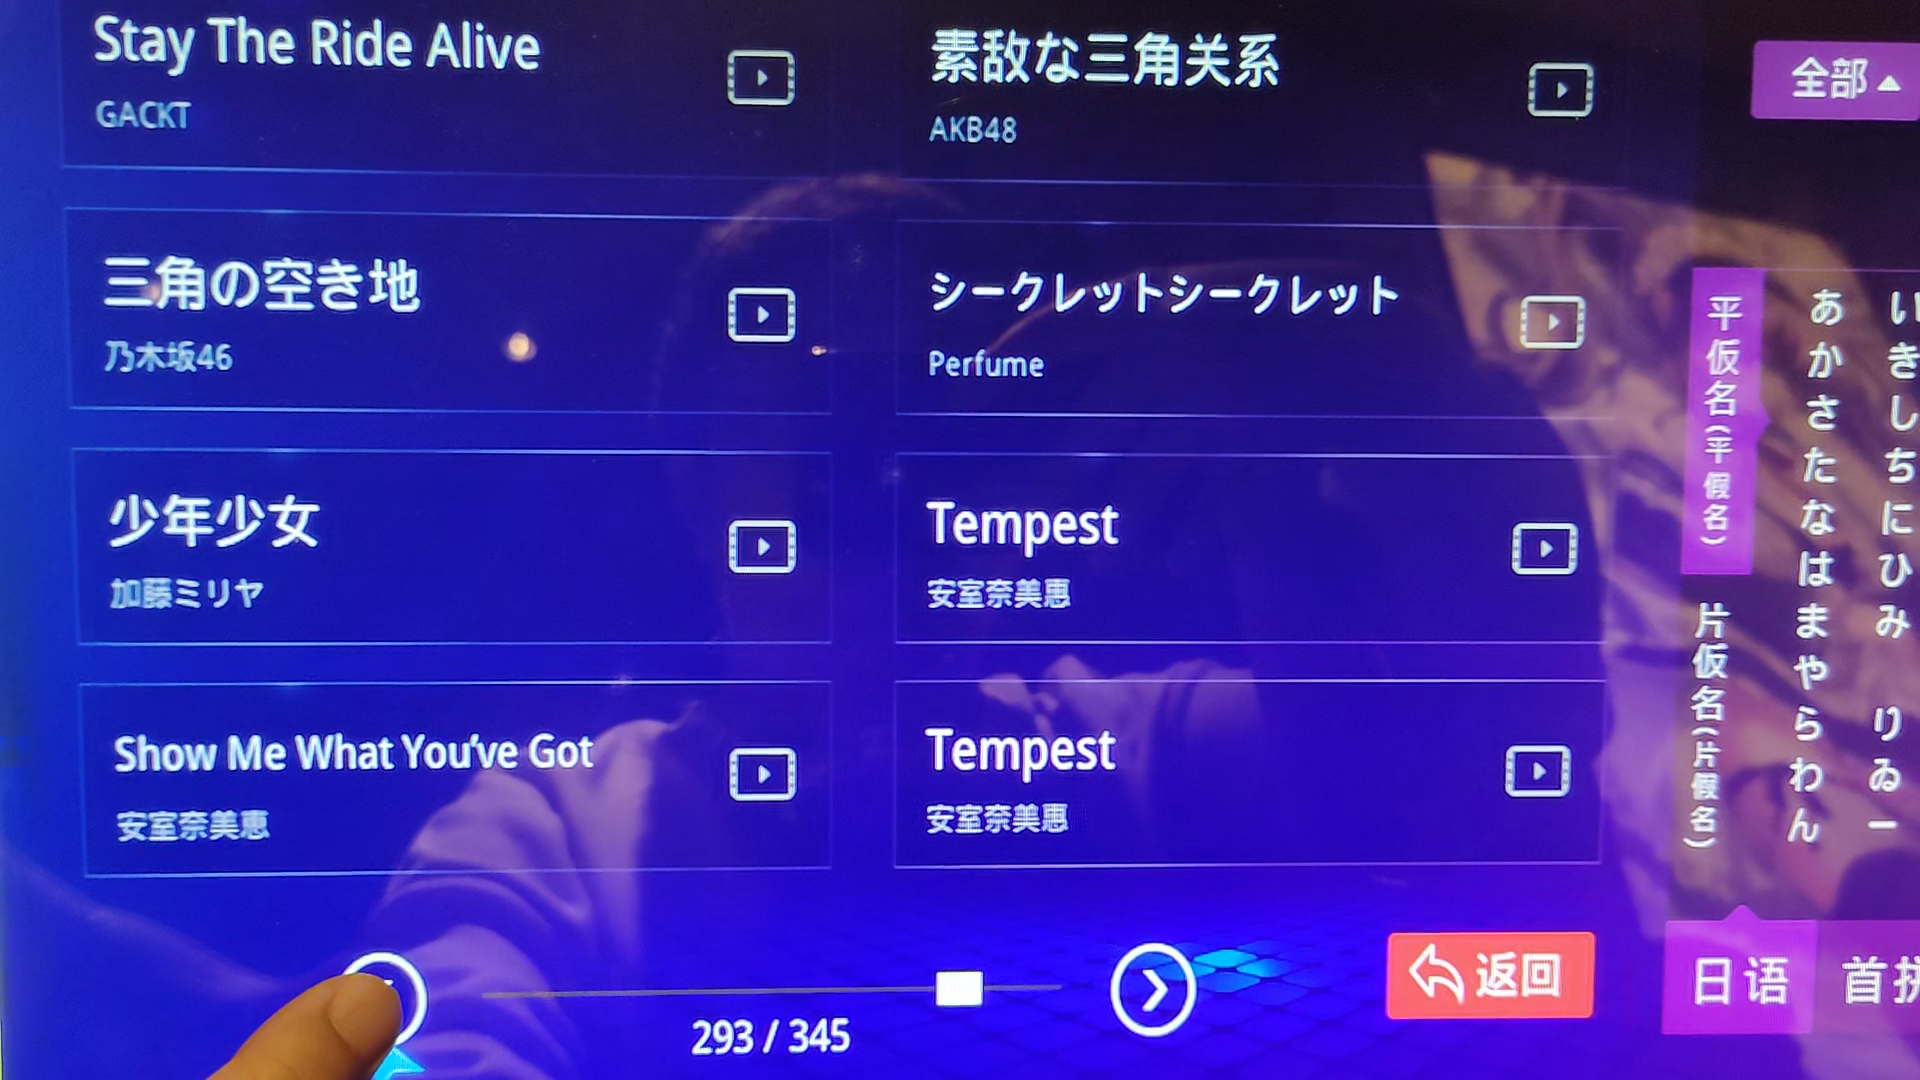 Stay The Ride Alive
GACKT
素敌な三角关系
AKB48
三角の空き地
乃木坂46
シークレットシークレット
Perfume
少年少女
加藤ミリヤ
Tempest
安室奈美恵
Show Me What You've Got
安室奈美恵
Tempest
安室奈美恵
293 / 345
返回
全部
平仮名(平假名)
片仮名(片假名)
あかさたなはまやらわん
いきしちにひみ りゐー
日语
首拼